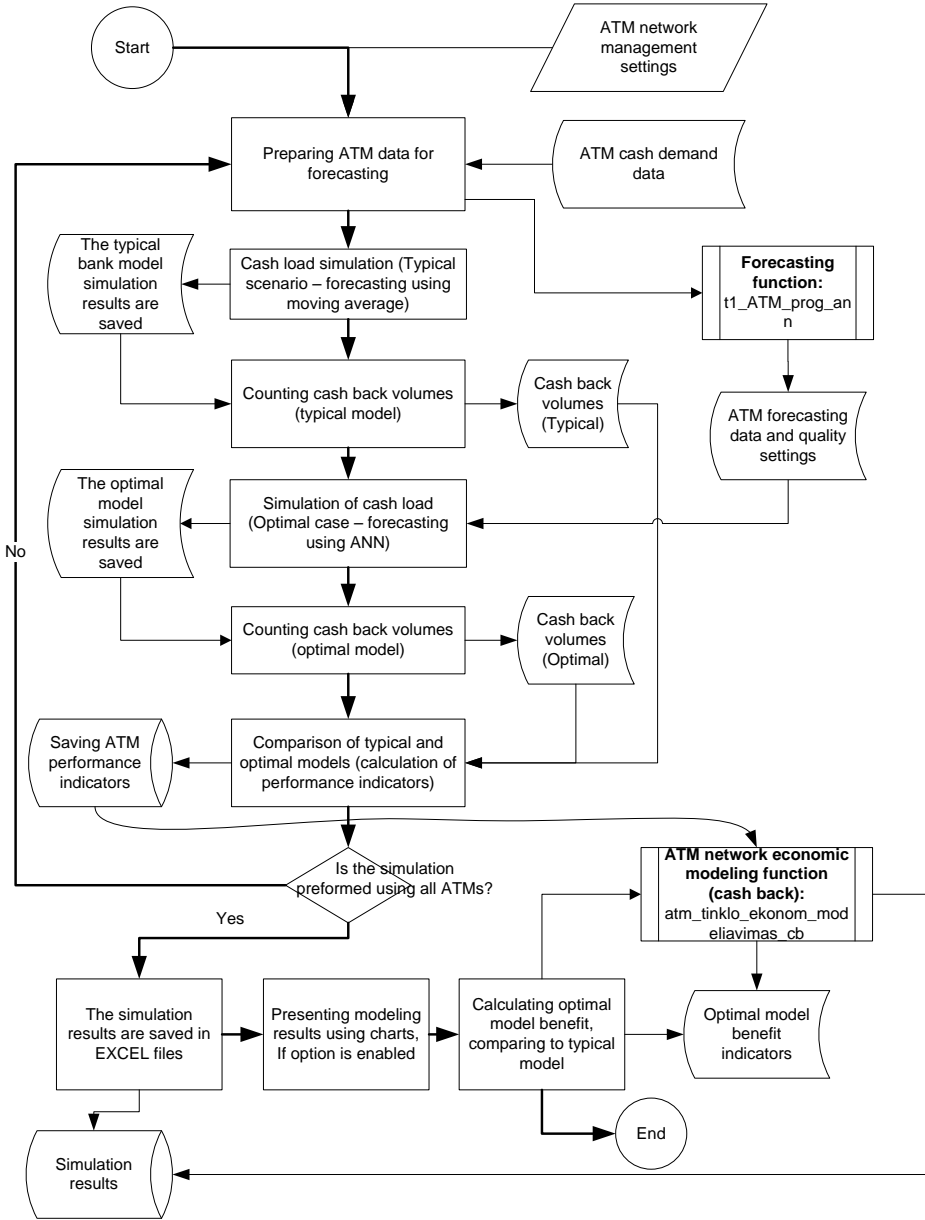 Start
ATM network
management
settings
Preparing ATM data for
forecasting
ATM cash demand
data
The typical
bank model
simulation
results are
saved
Cash load simulation (Typical
scenario – forecasting using
moving average)
Forecasting
function:
t1_ATM_prog_an
n
Counting cash back volumes
(typical model)
Cash back
volumes
(Typical)
ATM forecasting
data and quality
settings
The optimal
model
simulation
results are
saved
Simulation of cash load
(Optimal case – forecasting
using ANN)
No
Counting cash back volumes
(optimal model)
Cash back
volumes
(Optimal)
Saving ATM
performance
indicators
Comparison of typical and
optimal models (calculation of
performance indicators)
Is the simulation
preformed using all ATMs?
ATM network economic
modeling function
(cash back):
atm_tinklo_ekonom_mod
eliavimas_cb
Yes
The simulation
results are saved in
EXCEL files
Presenting modeling
results using charts,
If option is enabled
Calculating optimal
model benefit,
comparing to typical
model
Optimal model
benefit
indicators
End
Simulation
results